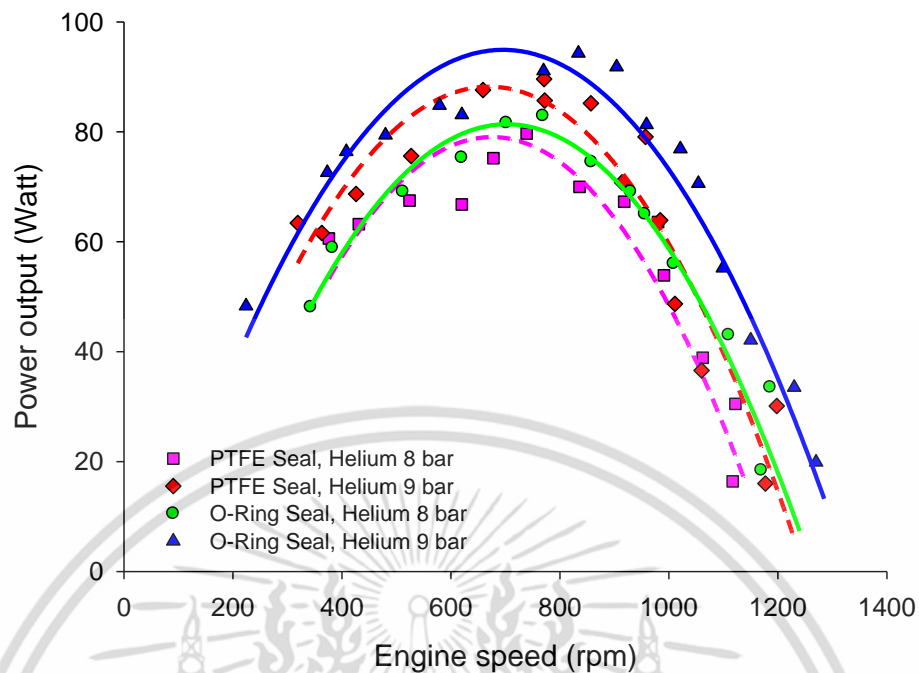 100
80
60
40
20
0
Power output (Watt)
PTFE Seal, Helium 8 bar
PTFE Seal, Helium 9 bar
O-Ring Seal, Helium 8 bar
O-Ring Seal, Helium 9 bar
0 200 400 600 800 1000 1200 1400
Engine speed (rpm)